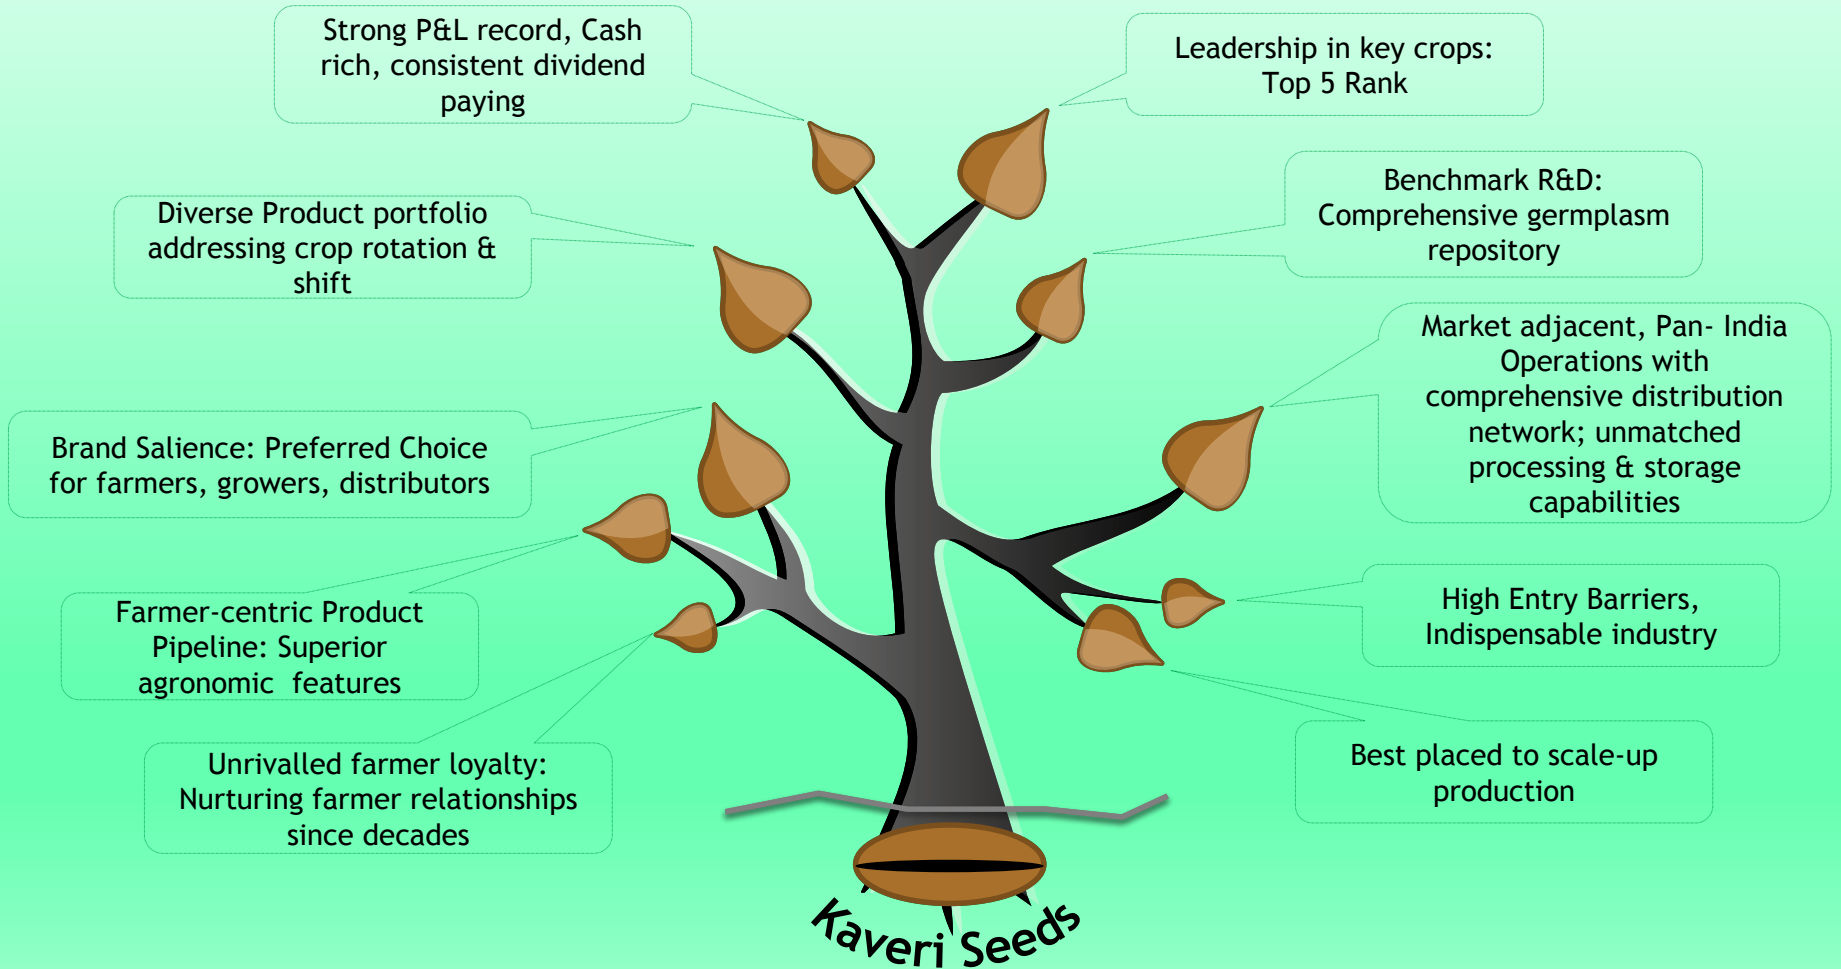 Strong P&L record, Cash
rich, consistent dividend
paying
Leadership in key crops:
Top 5 Rank
Diverse Product portfolio
addressing crop rotation &
shift
Benchmark R&D:
Comprehensive germplasm
repository
Market adjacent, Pan- India
Operations with
comprehensive distribution
network; unmatched
processing & storage
capabilities
Brand Salience: Preferred Choice
for farmers, growers, distributors
Farmer-centric Product
Pipeline: Superior
agronomic  features
High Entry Barriers,
Indispensable industry
Unrivalled farmer loyalty:
Nurturing farmer relationships
since decades
Best placed to scale-up
production
Kaveri Seeds